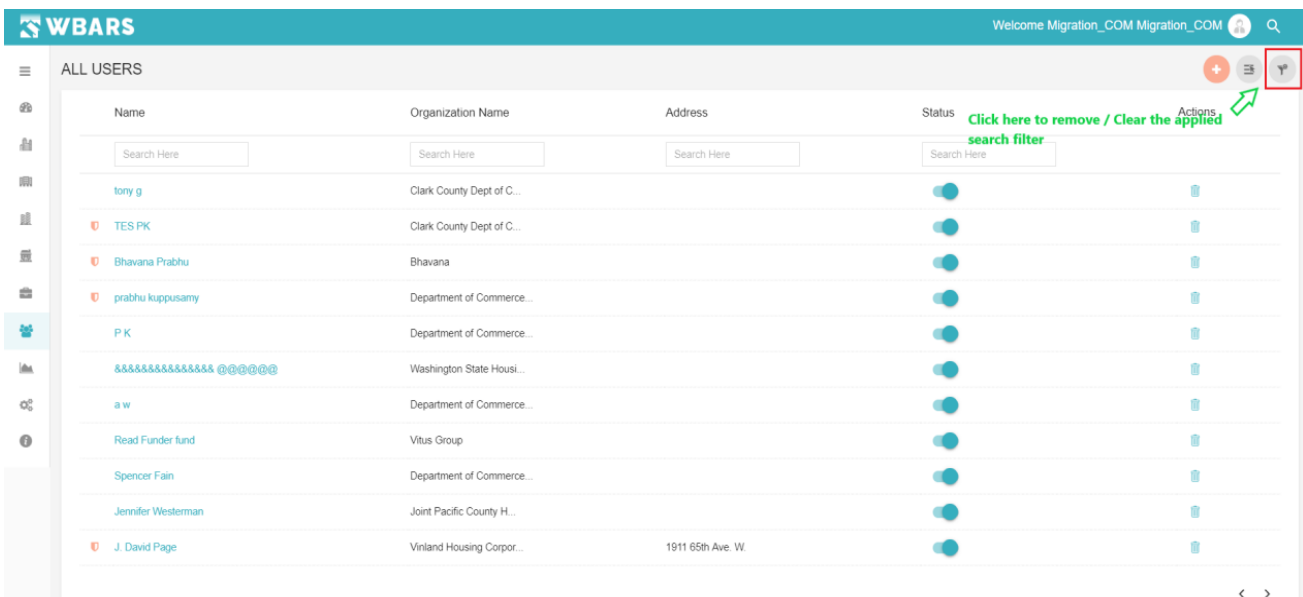 WBARS
Welcome Migration_COM Migration_COM
ALL USERS
Name Organization Name Address Status Actions
Click here to remove / Clear the applied
search filter
Search Here Search Here Search Here Search Here
tony g Clark County Dept of C...
TES PK Clark County Dept of C...
Bhavana Prabhu Bhavana
prabhu kuppusamy Department of Commerce...
P K Department of Commerce...
&&&&&&&&&&&&&&& @@@@@@ Washington State Housi...
a w Department of Commerce...
Read Funder fund Vitus Group
Spencer Fain Department of Commerce...
Jennifer Westerman Joint Pacific County H...
J. David Page Vinland Housing Corpor... 1911 65th Ave. W.